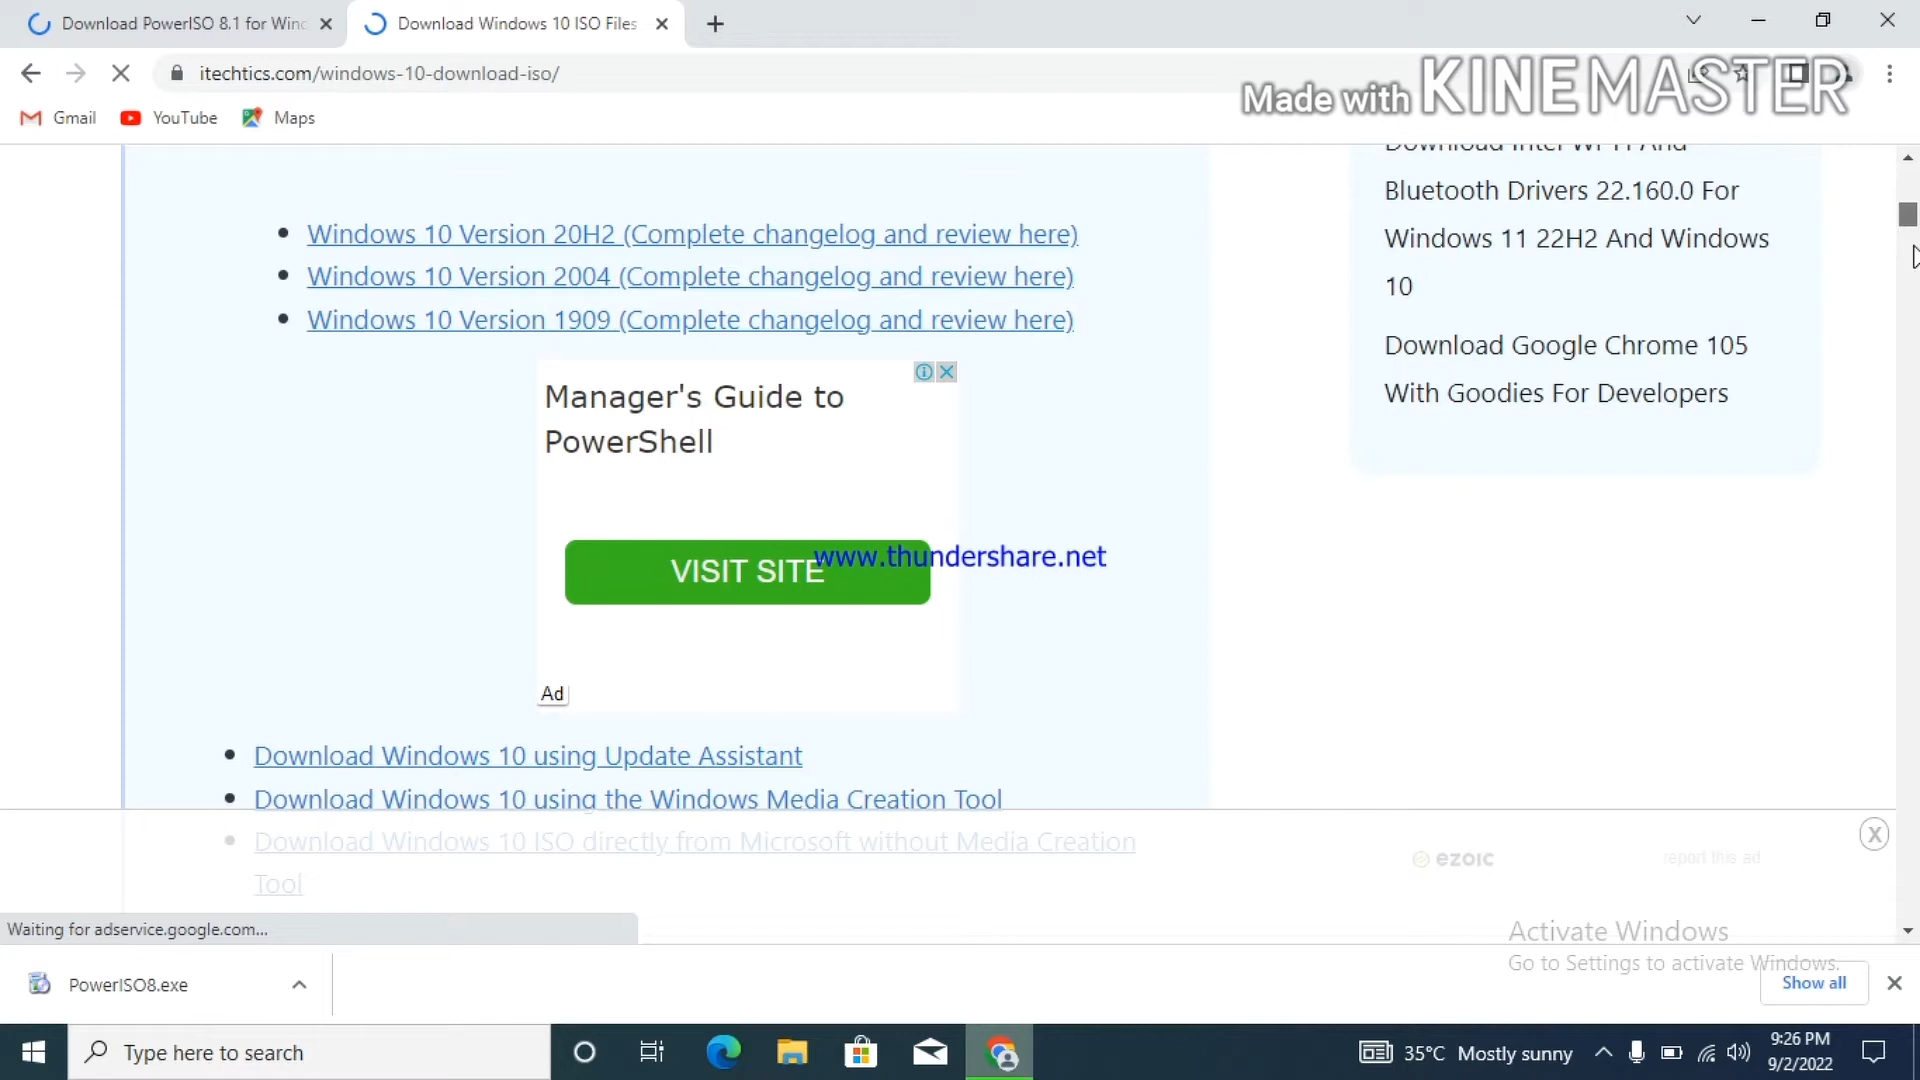 Download PowerISO 8.1 for Winc
Download Windows 10 ISO Files
itechtics.com/windows-10-download-iso/
Made with KINEMASTER
Gmail
YouTube
Maps
Windows 10 Version 20H2 (Complete changelog and review here)
Windows 10 Version 2004 (Complete changelog and review here)
Windows 10 Version 1909 (Complete changelog and review here)
Manager's Guide to
PowerShell
VISIT SITE
www.thundershare.net
Ad
Download Windows 10 using Update Assistant
Download Windows 10 using the Windows Media Creation Tool
Download Windows 10 ISO directly from Microsoft without Media Creation
Tool
Download Intel Wi-Fi And
Bluetooth Drivers 22.160.0 For
Windows 11 22H2 And Windows
10
Download Google Chrome 105
With Goodies For Developers
X
ezoic
report this ad
Waiting for adservice.google.com...
Activate Windows
Go to Settings to activate Windows.
PowerISO8.exe
Show all
Type here to search
35°C Mostly sunny
9:26 PM
9/2/2022